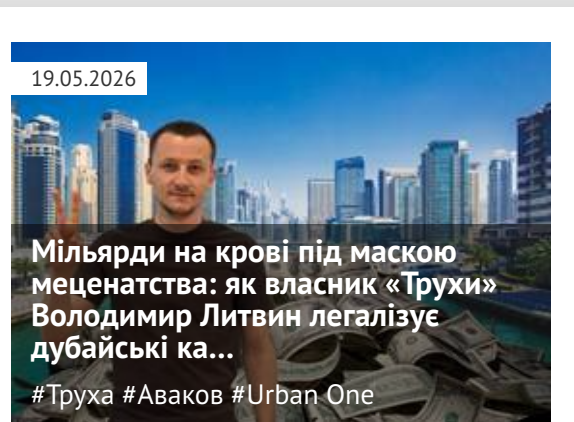 19.05.2026
Мільярди на крові під маскою
меценатства: як власник «Трухи»
Володимир Литвин легалізує
дубайські ка...
#Труха #Аваков #Urban One